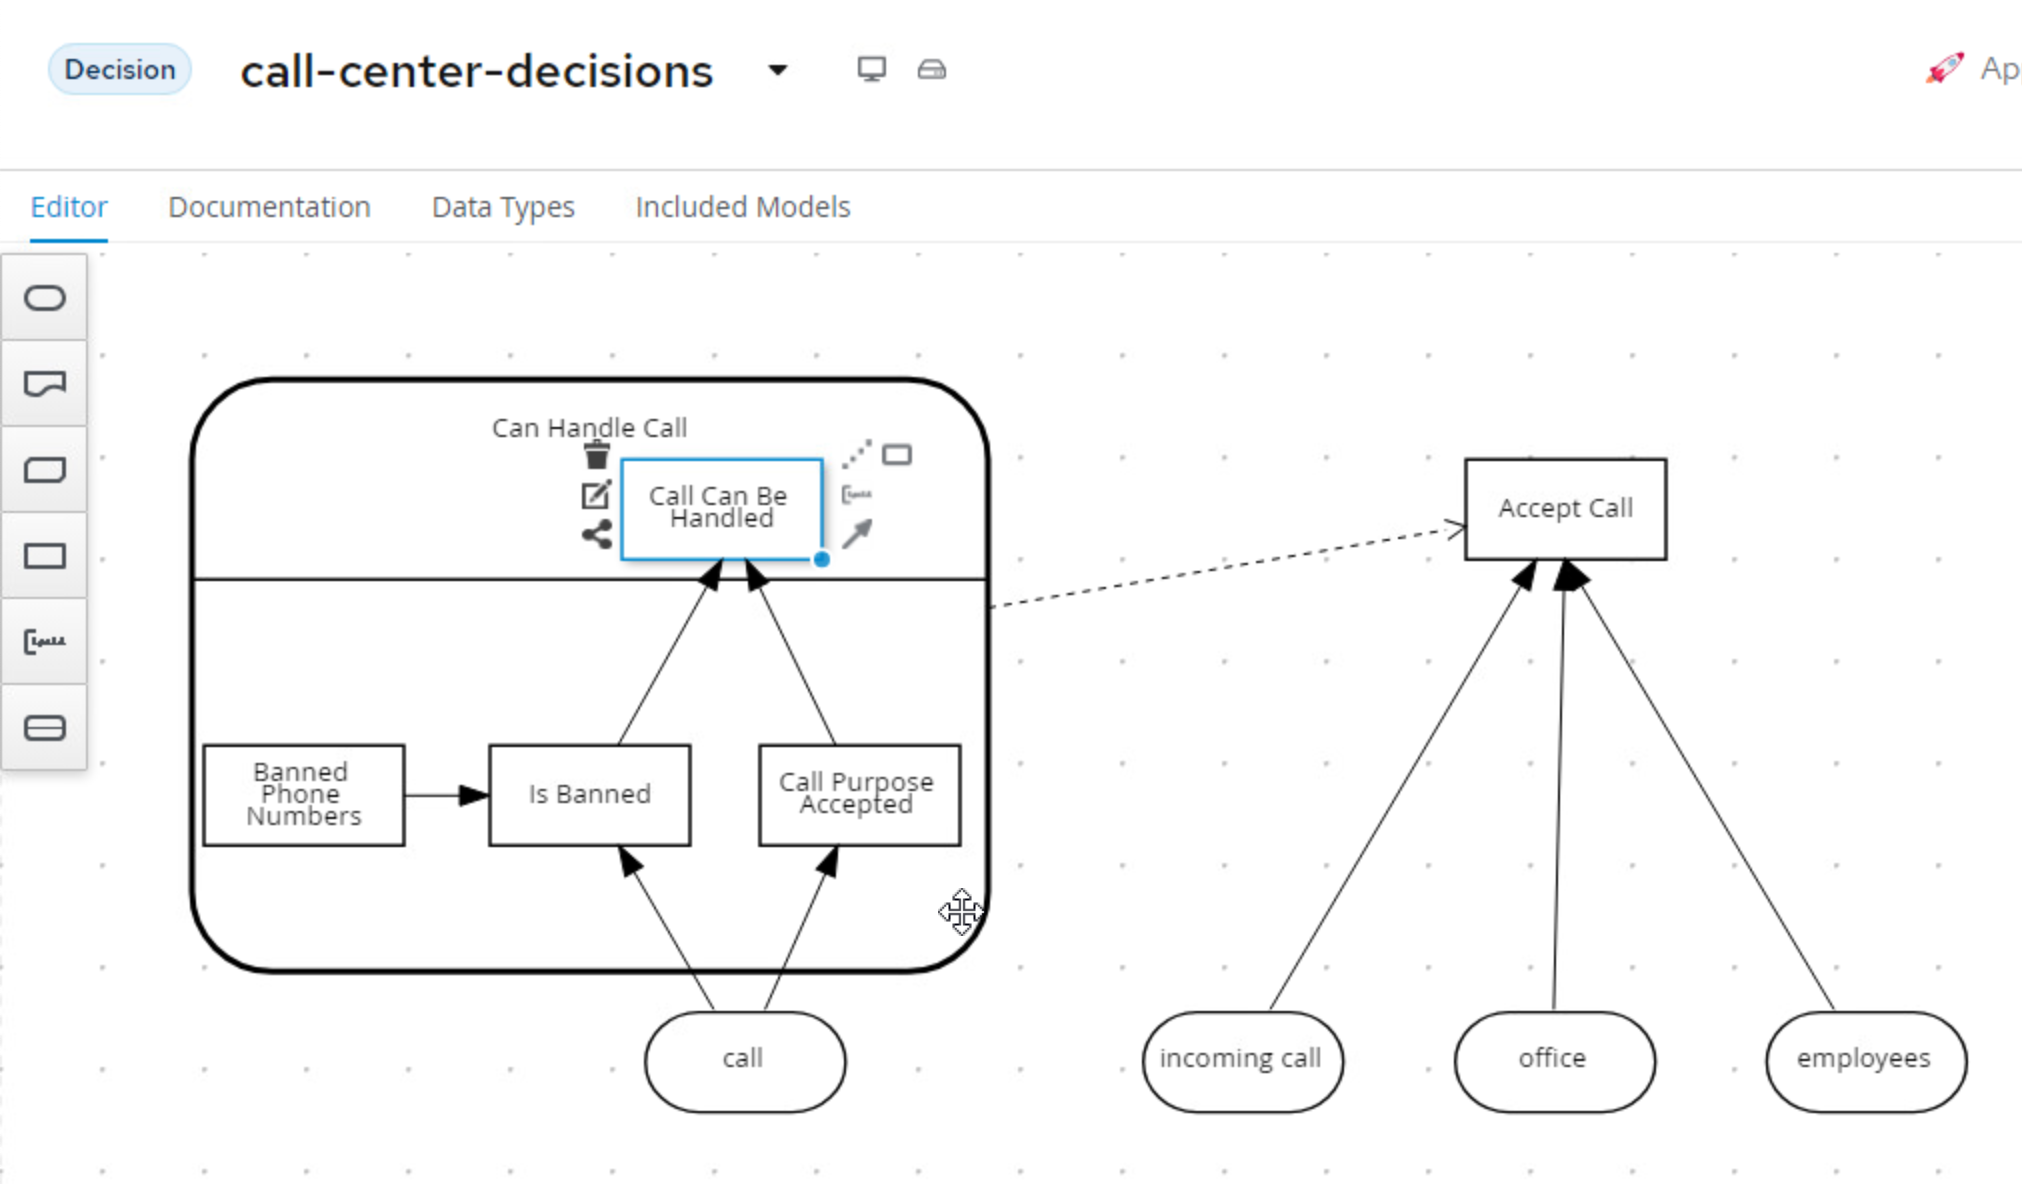 Decision
call-center-decisions
Ap
Editor
Documentation
Data Types
Included Models
Can Handle Call
Call Can Be
Handled
Accept Call
Banned
Phone
Numbers
Is Banned
Call Purpose
Accepted
call
incoming call
office
employees